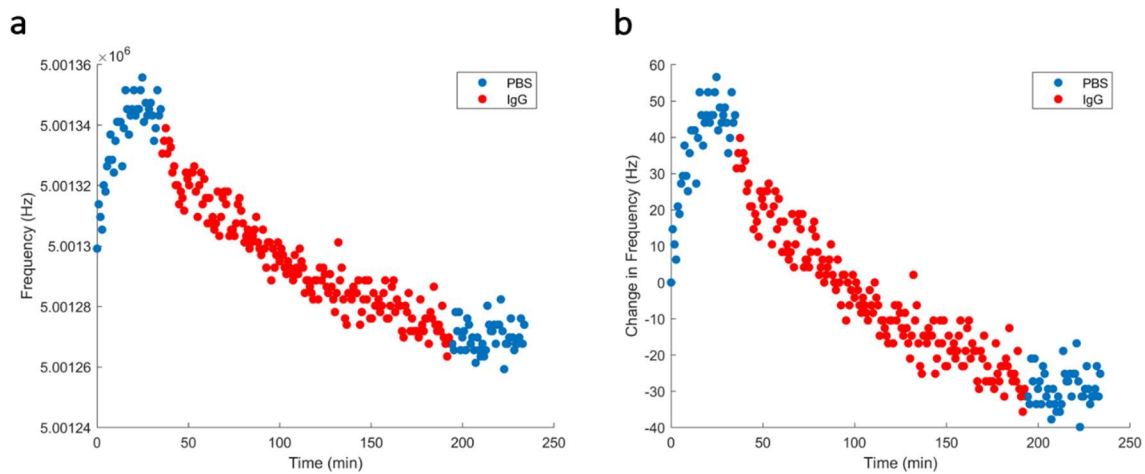 a
×10⁶
5.00136
5.00134
5.00132
5.0013
5.00128
5.00126
5.00124
Frequency (Hz)
0 50 100 150 200 250
Time (min)
PBS
IgG
b
60
50
40
30
20
10
0
-10
-20
-30
-40
Change in Frequency (Hz)
0 50 100 150 200 250
Time (min)
PBS
IgG